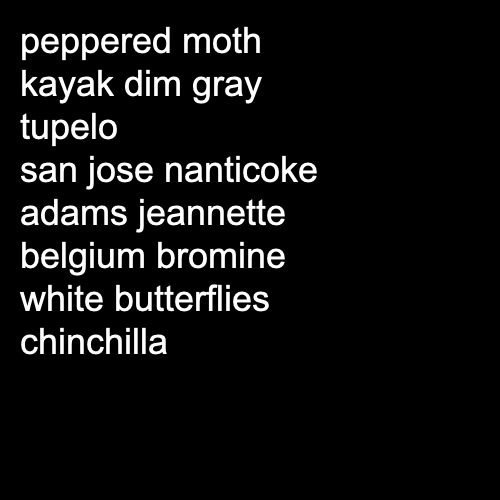 peppered moth
kayak dim gray
tupelo
san jose nanticoke
adams jeannette
belgium bromine
white butterflies
chinchilla